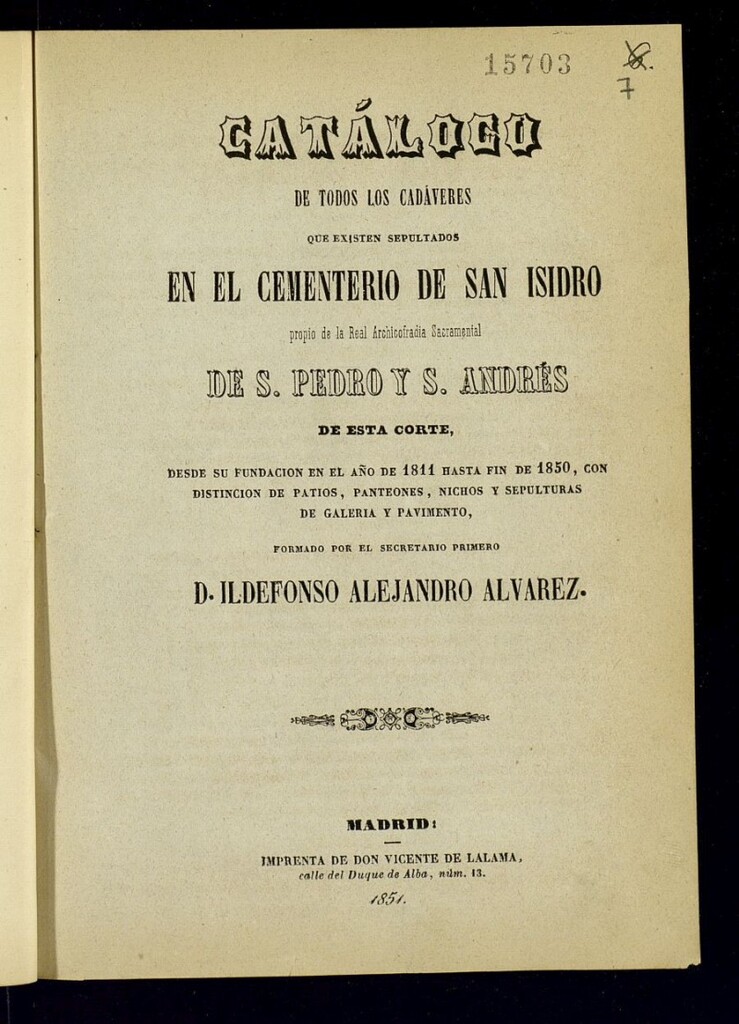 15703
7
CATÁLOGO
DE TODOS LOS CADÁVERES
QUE EXISTEN SEPULTADOS
EN EL CEMENTERIO DE SAN ISIDRO
propio de la Real Archicofradia Sacramental
DE S. PEDRO Y S. ANDRÉS
DE ESTA CORTE,
DESDE SU FUNDACION EN EL AÑO DE 1811 HASTA FIN DE 1850, CON
DISTINCION DE PATIOS, PANTEONES, NICHOS Y SEPULTURAS
DE GALERIA Y PAVIMENTO,
FORMADO POR EL SECRETARIO PRIMERO
D. ILDEFONSO ALEJANDRO ALVAREZ.
MADRID:
IMPRENTA DE DON VICENTE DE LALAMA,
calle del Duque de Alba, núm. 13.
1851.